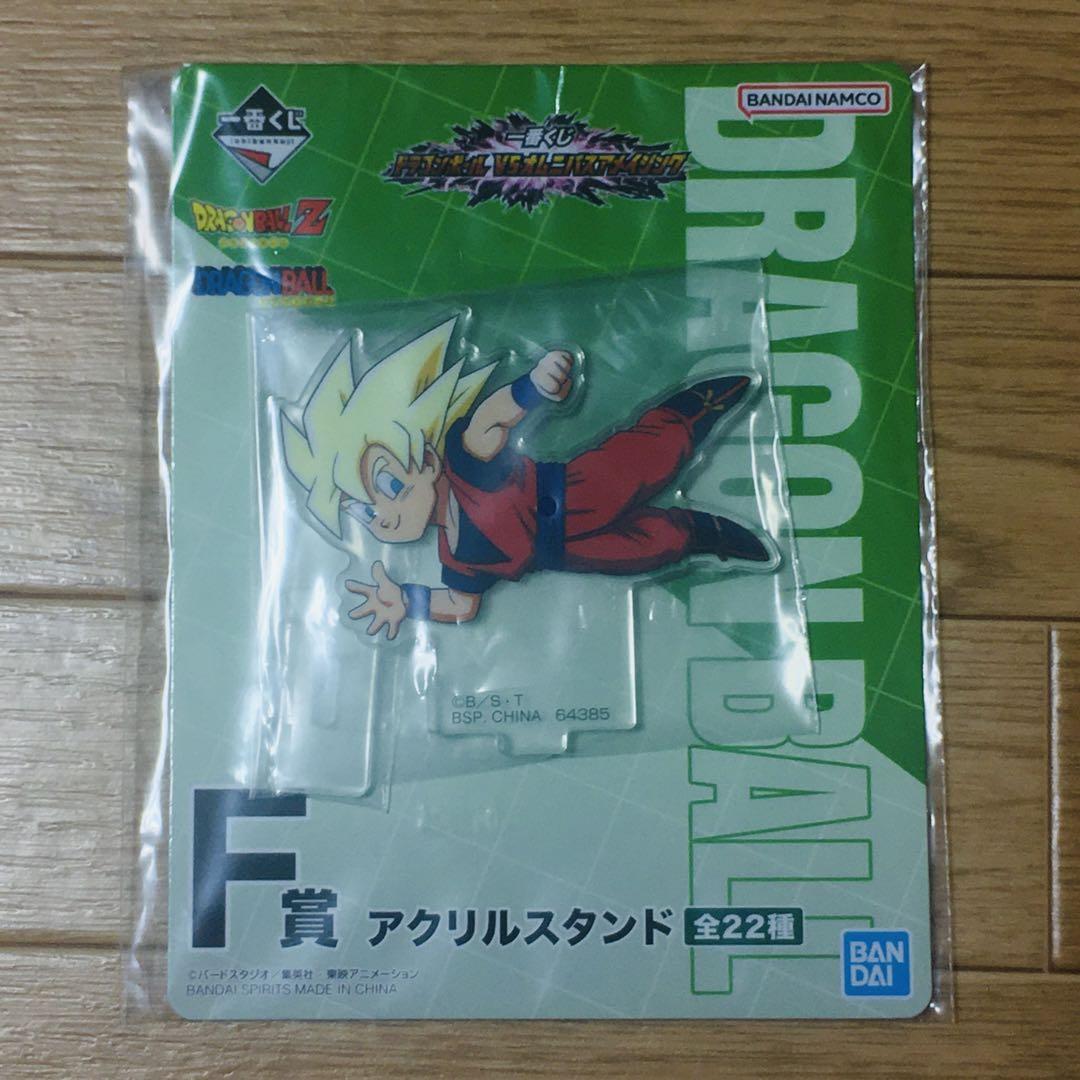 一番くじ
BANDAI NAMCO
一番くじ
ドラゴンボール VSオムニバスアメイジング
DRAGON BALL Z
DRAGON BALL
DRAGON BALL
©B/S・T
BSP. CHINA 64385
F賞 アクリルスタンド 全22種
©バードスタジオ/集英社・東映アニメーション
BANDAI SPIRITS MADE IN CHINA
BAN
DAI